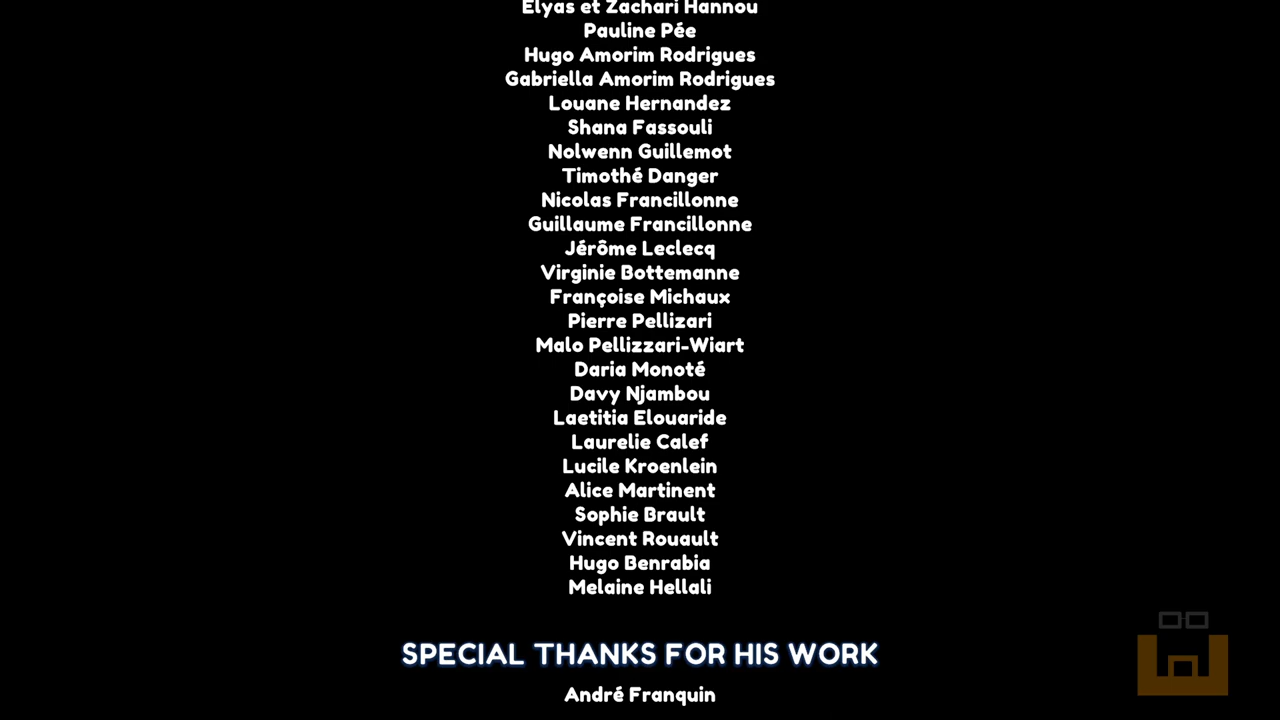 Elyas et Zachari Hannou
Pauline Pée
Hugo Amorim Rodrigues
Gabriella Amorim Rodrigues
Louane Hernandez
Shana Fassouli
Nolwenn Guillemot
Timothé Danger
Nicolas Francillonne
Guillaume Francillonne
Jérôme Leclecq
Virginie Bottemanne
Françoise Michaux
Pierre Pellizari
Malo Pellizzari-Wiart
Daria Monoté
Davy Njambou
Laetitia Elouaride
Laurelie Calef
Lucile Kroenlein
Alice Martinent
Sophie Brault
Vincent Rouault
Hugo Benrabia
Melaine Hellali
SPECIAL THANKS FOR HIS WORK
André Franquin